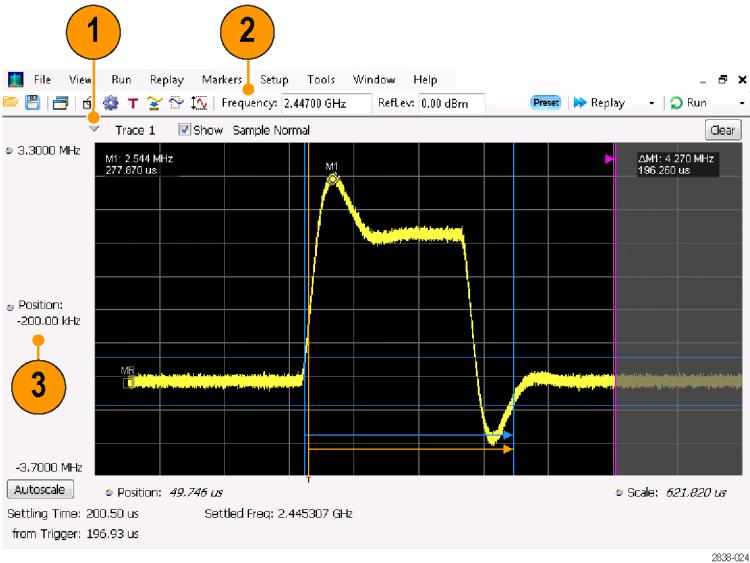 1 2
File View Run Replay Markers Setup Tools Window Help
T Frequency: 2.44700 GHz RefLev: 0.00 dBm Preset Replay Run
Trace 1 Show Sample Normal Clear
3.3000 MHz
M1: 2.544 MHz
277.870 us
M1
ΔM1: 4.270 MHz
196.260 us
Position:
-200.00 kHz
3
MR
-3.7000 MHz
T
Autoscale Position: 49.746 us Scale: 621.820 us
Settling Time: 200.50 us Settled Freq: 2.445307 GHz
from Trigger: 196.93 us
2838-024